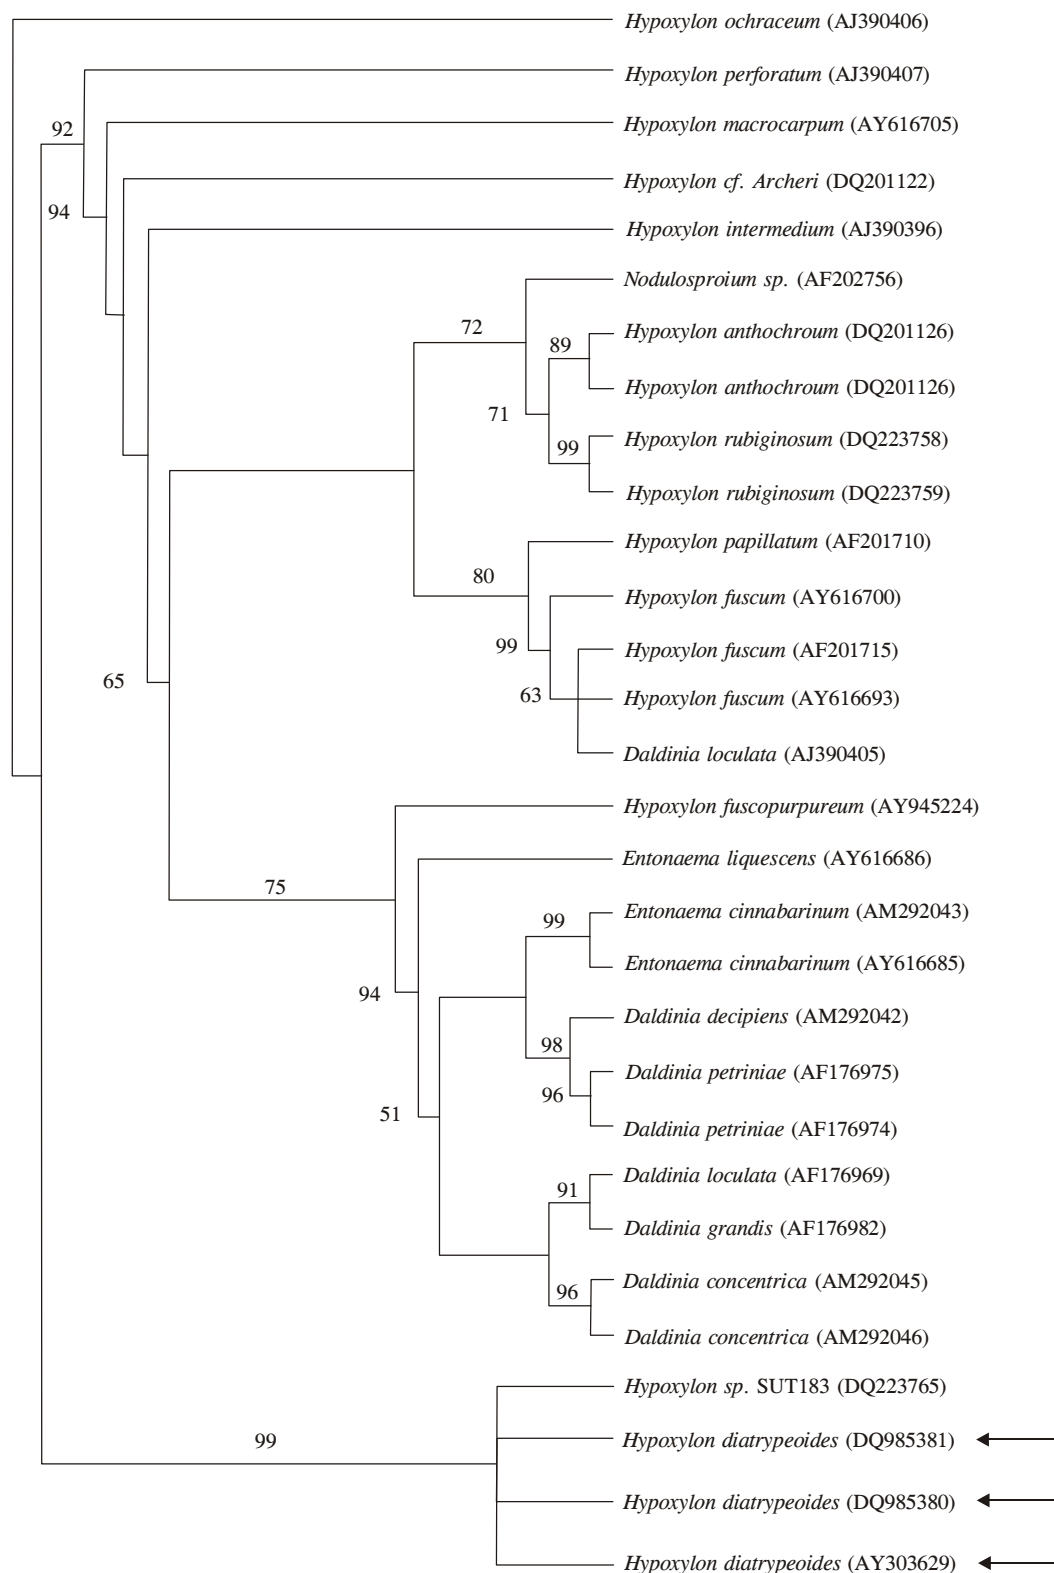 Hypoxylon ochraceum (AJ390406)
Hypoxylon perforatum (AJ390407)
92
Hypoxylon macrocarpum (AY616705)
Hypoxylon cf. Archeri (DQ201122)
94
Hypoxylon intermedium (AJ390396)
Nodulosproium sp. (AF202756)
72
Hypoxylon anthochroum (DQ201126)
89
Hypoxylon anthochroum (DQ201126)
71
Hypoxylon rubiginosum (DQ223758)
99
Hypoxylon rubiginosum (DQ223759)
Hypoxylon papillatum (AF201710)
80
Hypoxylon fuscum (AY616700)
99
Hypoxylon fuscum (AF201715)
65
63
Hypoxylon fuscum (AY616693)
Daldinia loculata (AJ390405)
Hypoxylon fuscopurpureum (AY945224)
Entonaema liquescens (AY616686)
75
Entonaema cinnabarinum (AM292043)
99
Entonaema cinnabarinum (AY616685)
94
Daldinia decipiens (AM292042)
98
Daldinia petriniae (AF176975)
96
51
Daldinia petriniae (AF176974)
Daldinia loculata (AF176969)
91
Daldinia grandis (AF176982)
Daldinia concentrica (AM292045)
96
Daldinia concentrica (AM292046)
Hypoxylon sp. SUT183 (DQ223765)
99
Hypoxylon diatrypeoides (DQ985381)
Hypoxylon diatrypeoides (DQ985380)
Hypoxylon diatrypeoides (AY303629)